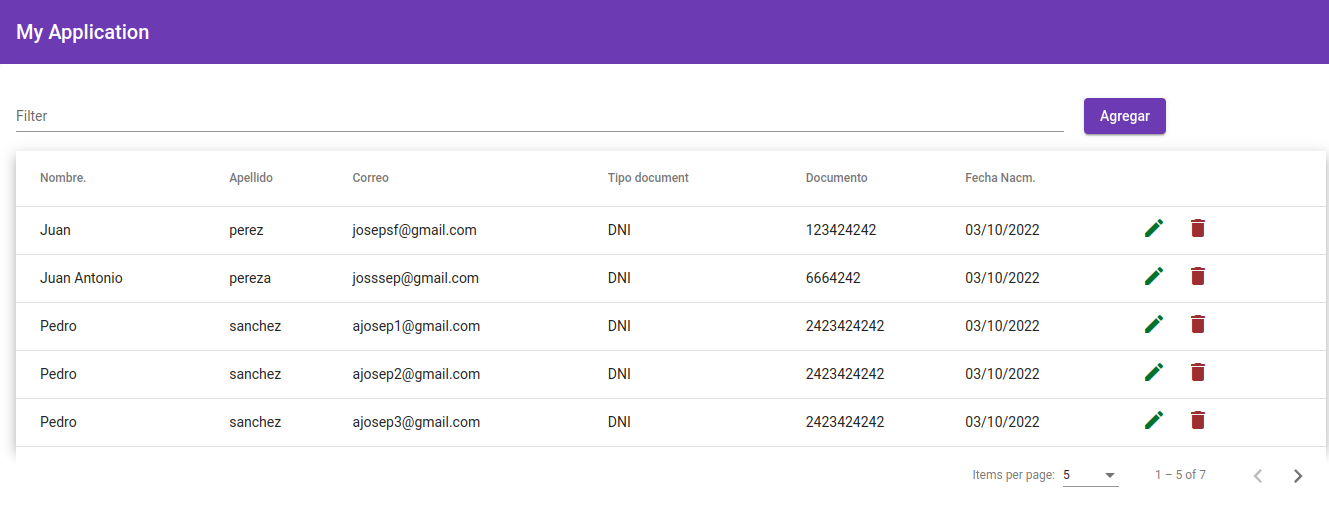 My Application
Filter
Agregar
Nombre. Apellido Correo Tipo document Documento Fecha Nacm.
Juan perez josepsf@gmail.com DNI 123424242 03/10/2022
Juan Antonio pereza josssep@gmail.com DNI 6664242 03/10/2022
Pedro sanchez ajosep1@gmail.com DNI 2423424242 03/10/2022
Pedro sanchez ajosep2@gmail.com DNI 2423424242 03/10/2022
Pedro sanchez ajosep3@gmail.com DNI 2423424242 03/10/2022
Items per page: 5 1 – 5 of 7